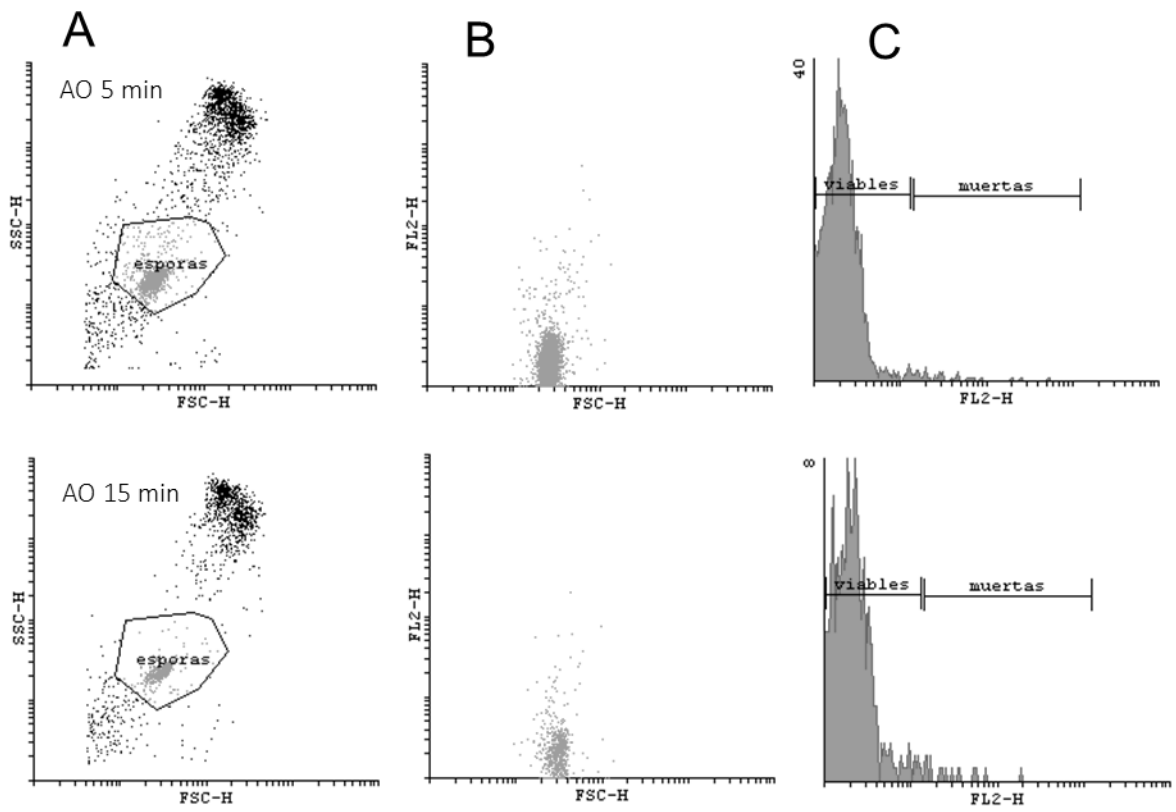 A
B
C
AO 5 min
SSC-H
esporas
FSC-H
FL2-H
FSC-H
40
viables
muertas
FL2-H
AO 15 min
SSC-H
esporas
FSC-H
FL2-H
FSC-H
8
viables
muertas
FL2-H